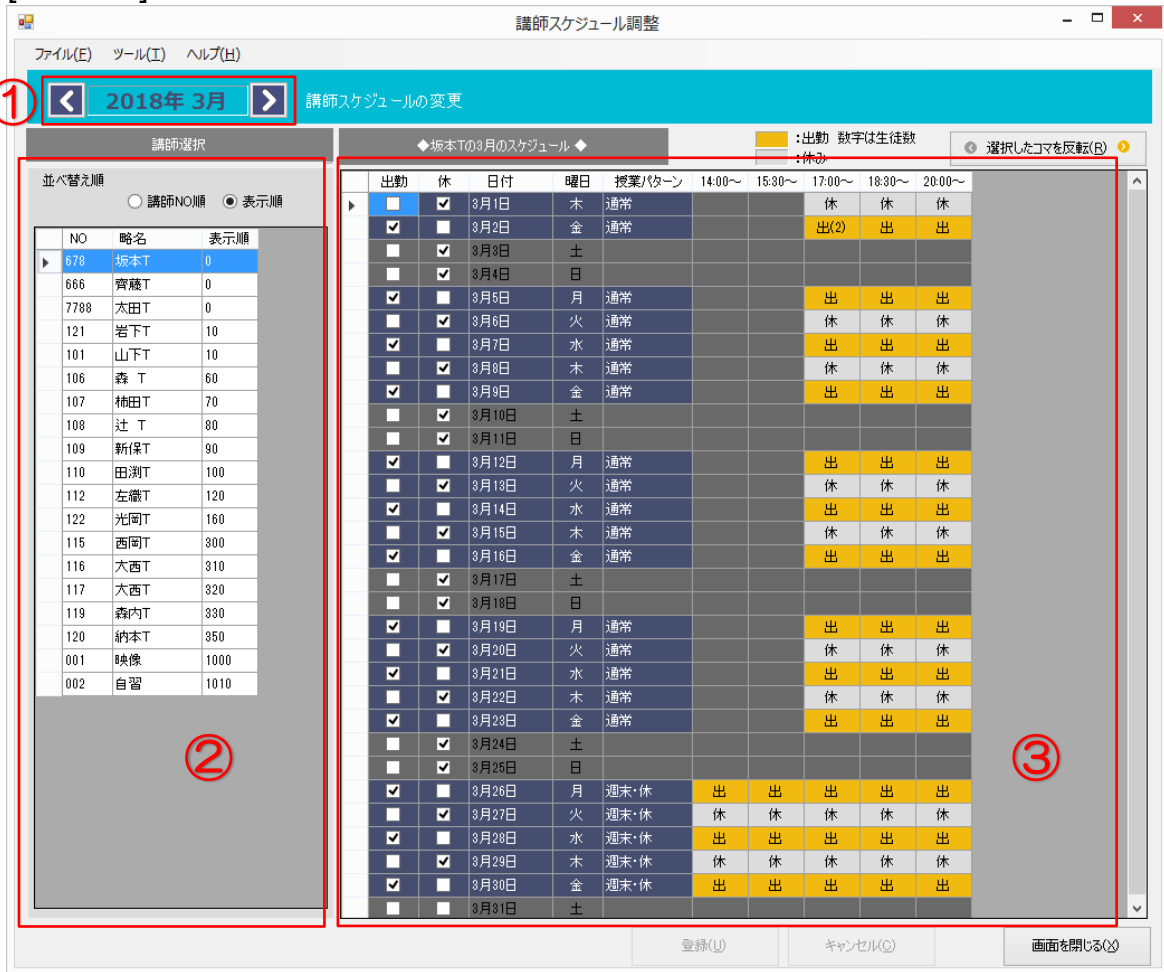 講師スケジュール調整
ファイル(F) ツール(T) ヘルプ(H)
① 2018年 3月 講師スケジュールの変更
講師選択
◆坂本Tの3月のスケジュール ◆
:出勤 数字は生徒数
:休み
選択したコマを反転(R)
並べ替え順
講師NO順 表示順
NO 略名 表示順
678 坂本T 0
666 齊藤T 0
7788 太田T 0
121 岩下T 10
101 山下T 10
106 森 T 60
107 柿田T 70
108 辻 T 80
109 新保T 90
110 田渕T 100
112 左織T 120
122 光岡T 160
115 西岡T 300
116 大西T 310
117 大西T 320
119 森内T 330
120 納本T 350
001 映像 1000
002 自習 1010
②
出勤 休 日付 曜日 授業パターン 14:00～ 15:30～ 17:00～ 18:30～ 20:00～
3月1日 木 通常 休 休 休
3月2日 金 通常 出(2) 出 出
3月3日 土
3月4日 日
3月5日 月 通常 出 出 出
3月6日 火 通常 休 休 休
3月7日 水 通常 出 出 出
3月8日 木 通常 休 休 休
3月9日 金 通常 出 出 出
3月10日 土
3月11日 日
3月12日 月 通常 出 出 出
3月13日 火 通常 休 休 休
3月14日 水 通常 出 出 出
3月15日 木 通常 休 休 休
3月16日 金 通常 出 出 出
3月17日 土
3月18日 日
3月19日 月 通常 出 出 出
3月20日 火 通常 休 休 休
3月21日 水 通常 出 出 出
3月22日 木 通常 休 休 休
3月23日 金 通常 出 出 出
3月24日 土
3月25日 日
3月26日 月 週末・休 出 出 出 出 出
3月27日 火 週末・休 休 休 休 休 休
3月28日 水 週末・休 出 出 出 出 出
3月29日 木 週末・休 休 休 休 休 休
3月30日 金 週末・休 出 出 出 出 出
3月31日 土
③
登録(U) キャンセル(C) 画面を閉じる(X)